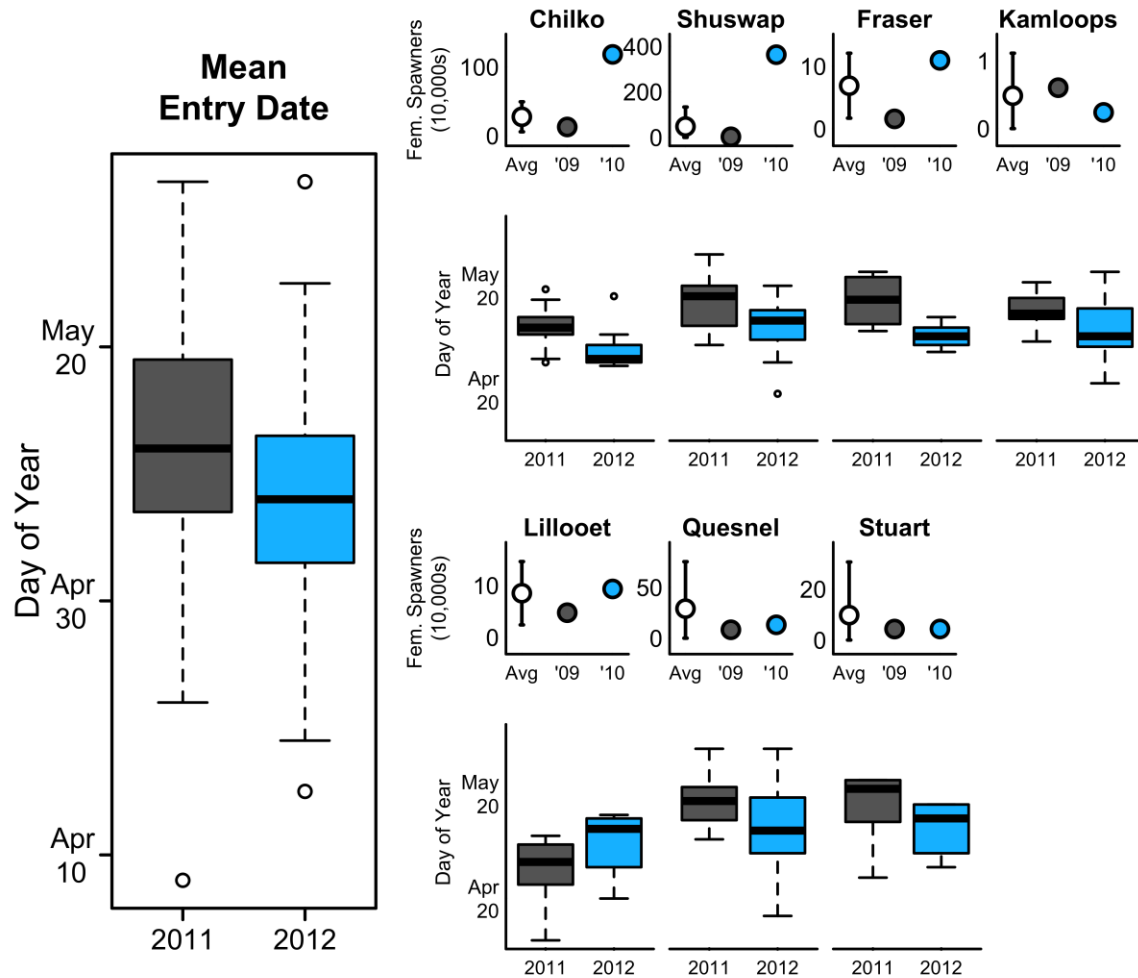 Mean
Entry Date
Day of Year
May
20
Apr
30
Apr
10
2011
2012
Chilko
Shuswap
Fraser
Kamloops
Fem. Spawners
(10,000s)
100
0
Avg
'09
'10
400
200
0
Avg
'09
'10
10
0
Avg
'09
'10
1
0
Avg
'09
'10
Day of Year
May
20
Apr
20
2011
2012
2011
2012
2011
2012
2011
2012
Lillooet
Quesnel
Stuart
Fem. Spawners
(10,000s)
10
0
Avg
'09
'10
50
0
Avg
'09
'10
20
0
Avg
'09
'10
Day of Year
May
20
Apr
20
2011
2012
2011
2012
2011
2012